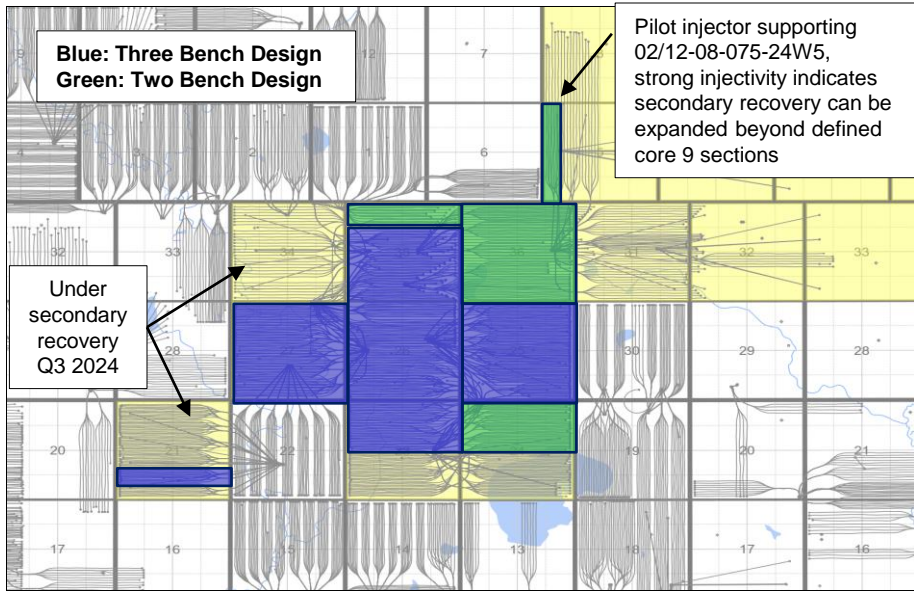 Blue: Three Bench Design
Green: Two Bench Design
Pilot injector supporting
02/12-08-075-24W5,
strong injectivity indicates
secondary recovery can be
expanded beyond defined
core 9 sections
Under
secondary
recovery
Q3 2024
12
7
8
4
3
2
1
6
32
33
34
31
32
33
28
30
29
28
20
21
22
19
20
21
17
16
15
14
13
18
17
16